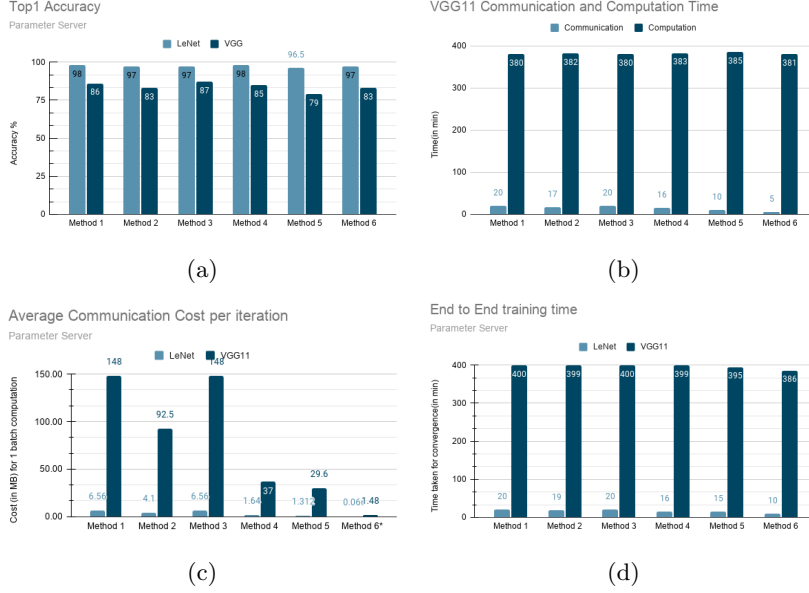 Top1 Accuracy
Parameter Server
LeNet VGG
Accuracy %
100
75
50
25
0
98 86 97 83 97 87 98 85 96.5 79 97 83
Method 1 Method 2 Method 3 Method 4 Method 5 Method 6
(a)
VGG11 Communication and Computation Time
Communication Computation
Time(in min)
400
300
200
100
0
20 380 17 382 20 380 16 383 10 385 5 381
Method 1 Method 2 Method 3 Method 4 Method 5 Method 6
(b)
Average Communication Cost per iteration
Parameter Server
LeNet VGG11
Cost(in MB) for 1 batch computation
150.00
100.00
50.00
0.00
6.56 148 4.1 92.5 6.56 148 1.64 37 1.312 29.6 1.48
Method 1 Method 2 Method 3 Method 4 Method 5 Method 6*
(c)
End to End training time
Parameter Server
LeNet VGG11
Time taken for convergence(in min)
400
300
200
100
0
20 400 19 399 20 400 16 399 15 395 10 386
Method 1 Method 2 Method 3 Method 4 Method 5 Method 6
(d)